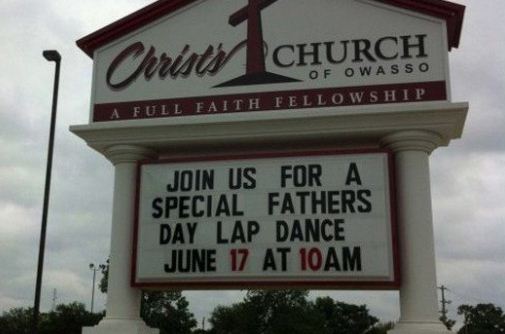 Christ's CHURCH
OF OWASSO
A FULL FAITH FELLOWSHIP
JOIN US FOR A
SPECIAL FATHERS
DAY LAP DANCE
JUNE 17 AT 10AM